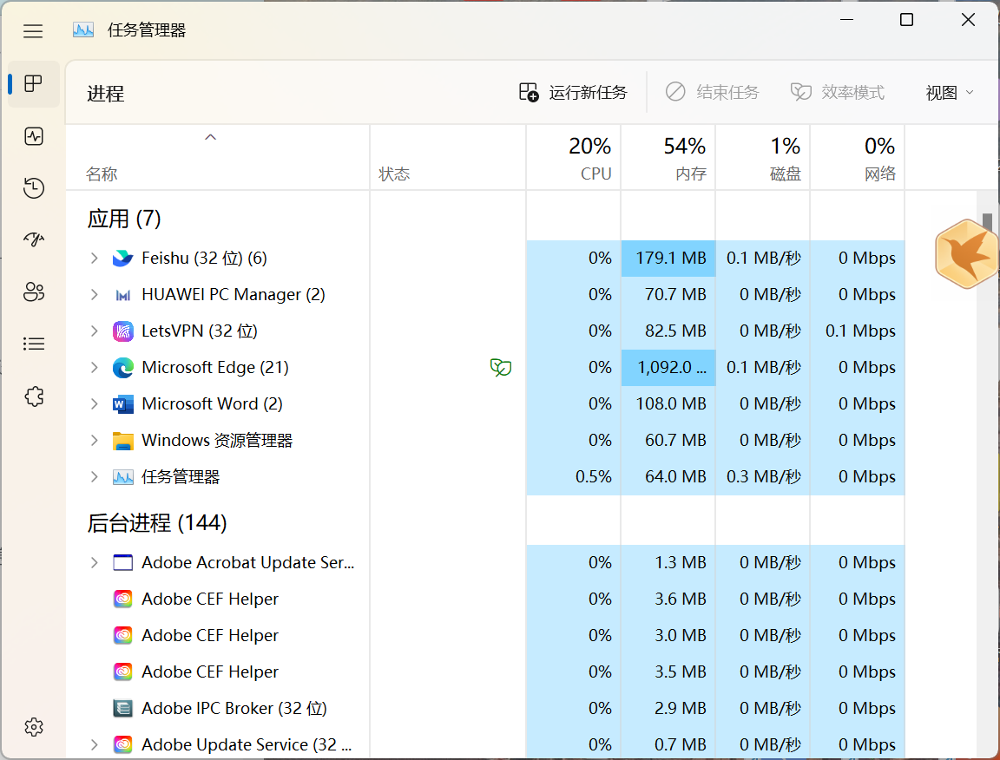 任务管理器
进程 运行新任务 结束任务 效率模式 视图
20% 54% 1% 0%
名称 状态 CPU 内存 磁盘 网络
应用 (7)
Feishu (32 位) (6) 0% 179.1 MB 0.1 MB/秒 0 Mbps
HUAWEI PC Manager (2) 0% 70.7 MB 0 MB/秒 0 Mbps
LetsVPN (32 位) 0% 82.5 MB 0 MB/秒 0.1 Mbps
Microsoft Edge (21) 0% 1,092.0 ... 0.1 MB/秒 0 Mbps
Microsoft Word (2) 0% 108.0 MB 0 MB/秒 0 Mbps
Windows 资源管理器 0% 60.7 MB 0 MB/秒 0 Mbps
任务管理器 0.5% 64.0 MB 0.3 MB/秒 0 Mbps
后台进程 (144)
Adobe Acrobat Update Ser... 0% 1.3 MB 0 MB/秒 0 Mbps
Adobe CEF Helper 0% 3.6 MB 0 MB/秒 0 Mbps
Adobe CEF Helper 0% 3.0 MB 0 MB/秒 0 Mbps
Adobe CEF Helper 0% 3.5 MB 0 MB/秒 0 Mbps
Adobe IPC Broker (32 位) 0% 2.9 MB 0 MB/秒 0 Mbps
Adobe Update Service (32 ... 0% 0.7 MB 0 MB/秒 0 Mbps